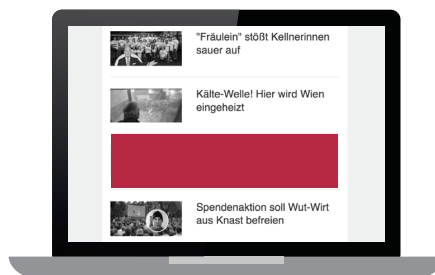 "Fräulein" stößt Kellnerinnen
sauer auf
Kälte-Welle! Hier wird Wien
eingeheizt
Spendenaktion soll Wut-Wirt
aus Knast befreien